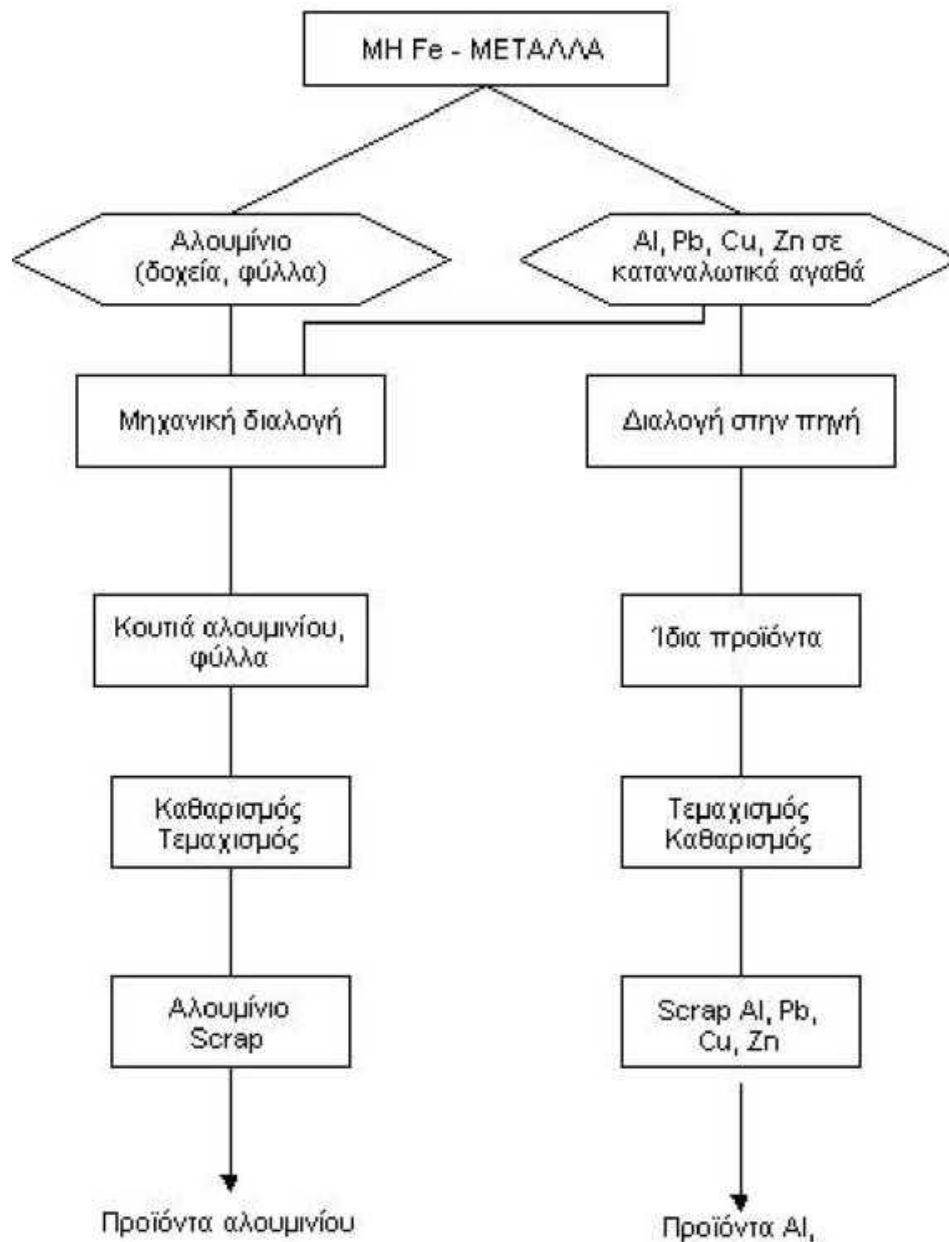 ΜΗ Fe - ΜΕΤΑΛΛΑ
Αλουμίνιο
(δοχεία, φύλλα)
Al, Pb, Cu, Zn σε
καταναλωτικά αγαθά
Μηχανική διαλογή
Διαλογή στην πηγή
Κουτιά αλουμινίου,
φύλλα
Ίδια προϊόντα
Καθαρισμός
Τεμαχισμός
Τεμαχισμός
Καθαρισμός
Αλουμίνιο
Scrap
Scrap Al, Pb,
Cu, Zn
Προϊόντα αλουμινίου
Προϊόντα Al,